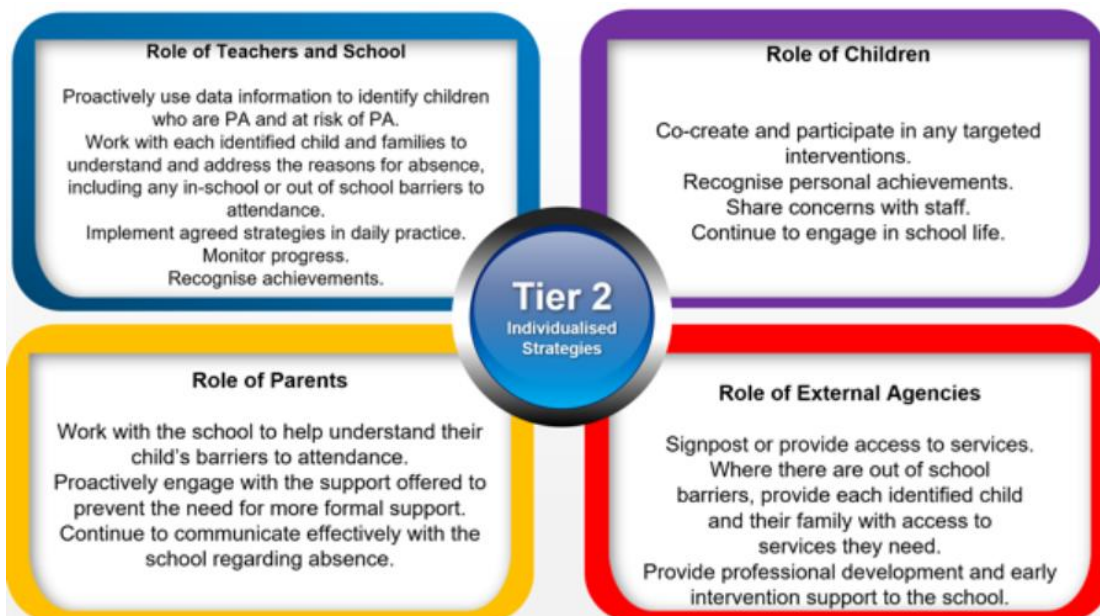 Role of Teachers and School
Proactively use data information to identify children
who are PA and at risk of PA.
Work with each identified child and families to
understand and address the reasons for absence,
including any in-school or out of school barriers to
attendance.
Implement agreed strategies in daily practice.
Monitor progress.
Recognise achievements.
Role of Children
Co-create and participate in any targeted
interventions.
Recognise personal achievements.
Share concerns with staff.
Continue to engage in school life.
Tier 2
Individualised
Strategies
Role of Parents
Work with the school to help understand their
child's barriers to attendance.
Proactively engage with the support offered to
prevent the need for more formal support.
Continue to communicate effectively with the
school regarding absence.
Role of External Agencies
Signpost or provide access to services.
Where there are out of school
barriers, provide each identified child
and their family with access to
services they need.
Provide professional development and early
intervention support to the school.